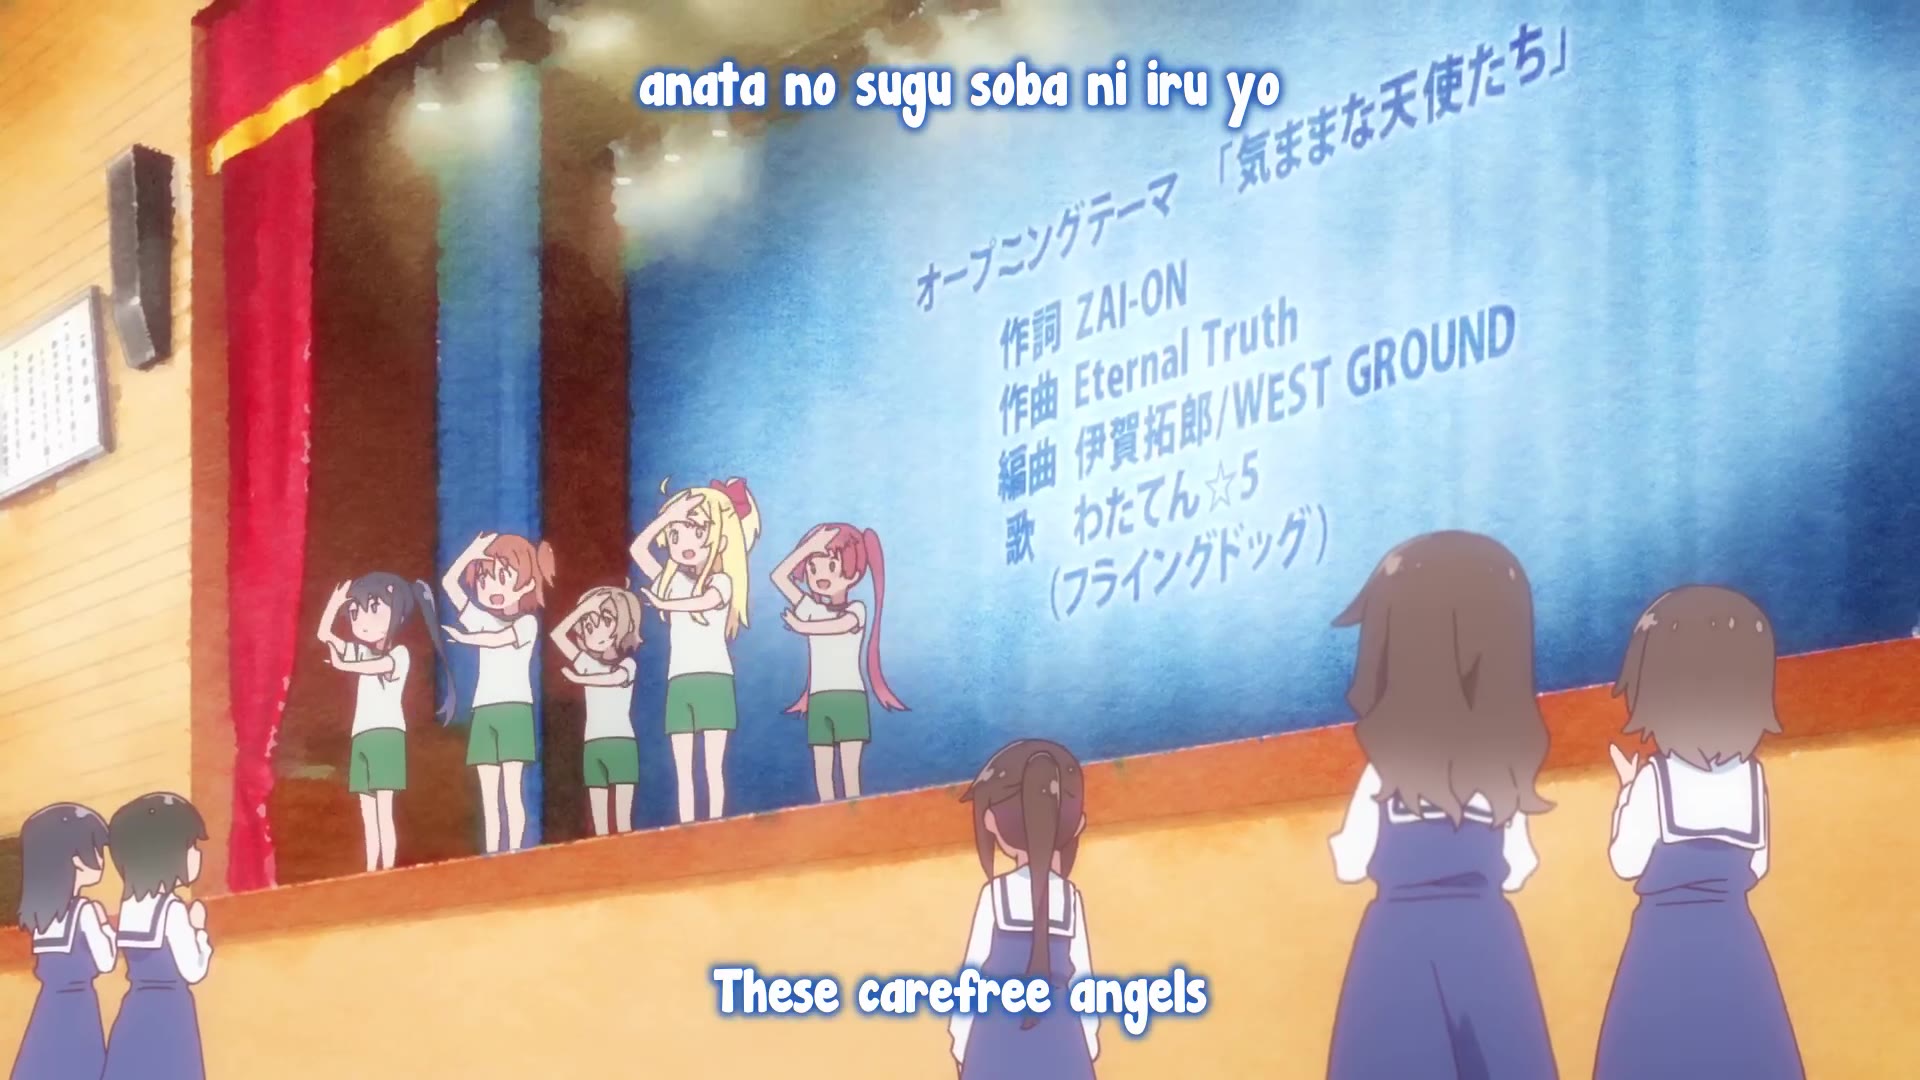 anata no sugu soba ni iru yo
オープニングテーマ 「気ままな天使たち」
作詞 ZAI-ON
作曲 Eternal Truth
編曲 伊賀拓郎/WEST GROUND
歌 わたてん☆5
(フライングドッグ)
These carefree angels